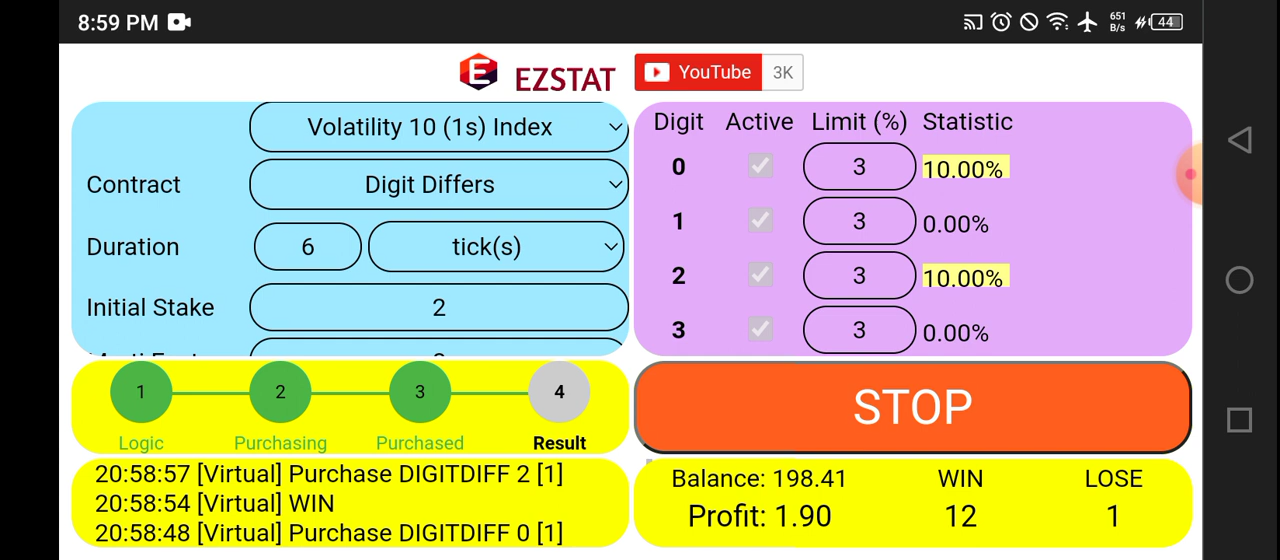 8:59 PM
651 B/s
44
E EZSTAT
YouTube 3K
Volatility 10 (1s) Index
Contract Digit Differs
Duration 6 tick(s)
Initial Stake 2
Digit Active Limit (%) Statistic
0 3 10.00%
1 3 0.00%
2 3 10.00%
3 3 0.00%
1 2 3 4
Logic Purchasing Purchased Result
STOP
20:58:57 [Virtual] Purchase DIGITDIFF 2 [1]
20:58:54 [Virtual] WIN
20:58:48 [Virtual] Purchase DIGITDIFF 0 [1]
Balance: 198.41 WIN LOSE
Profit: 1.90 12 1